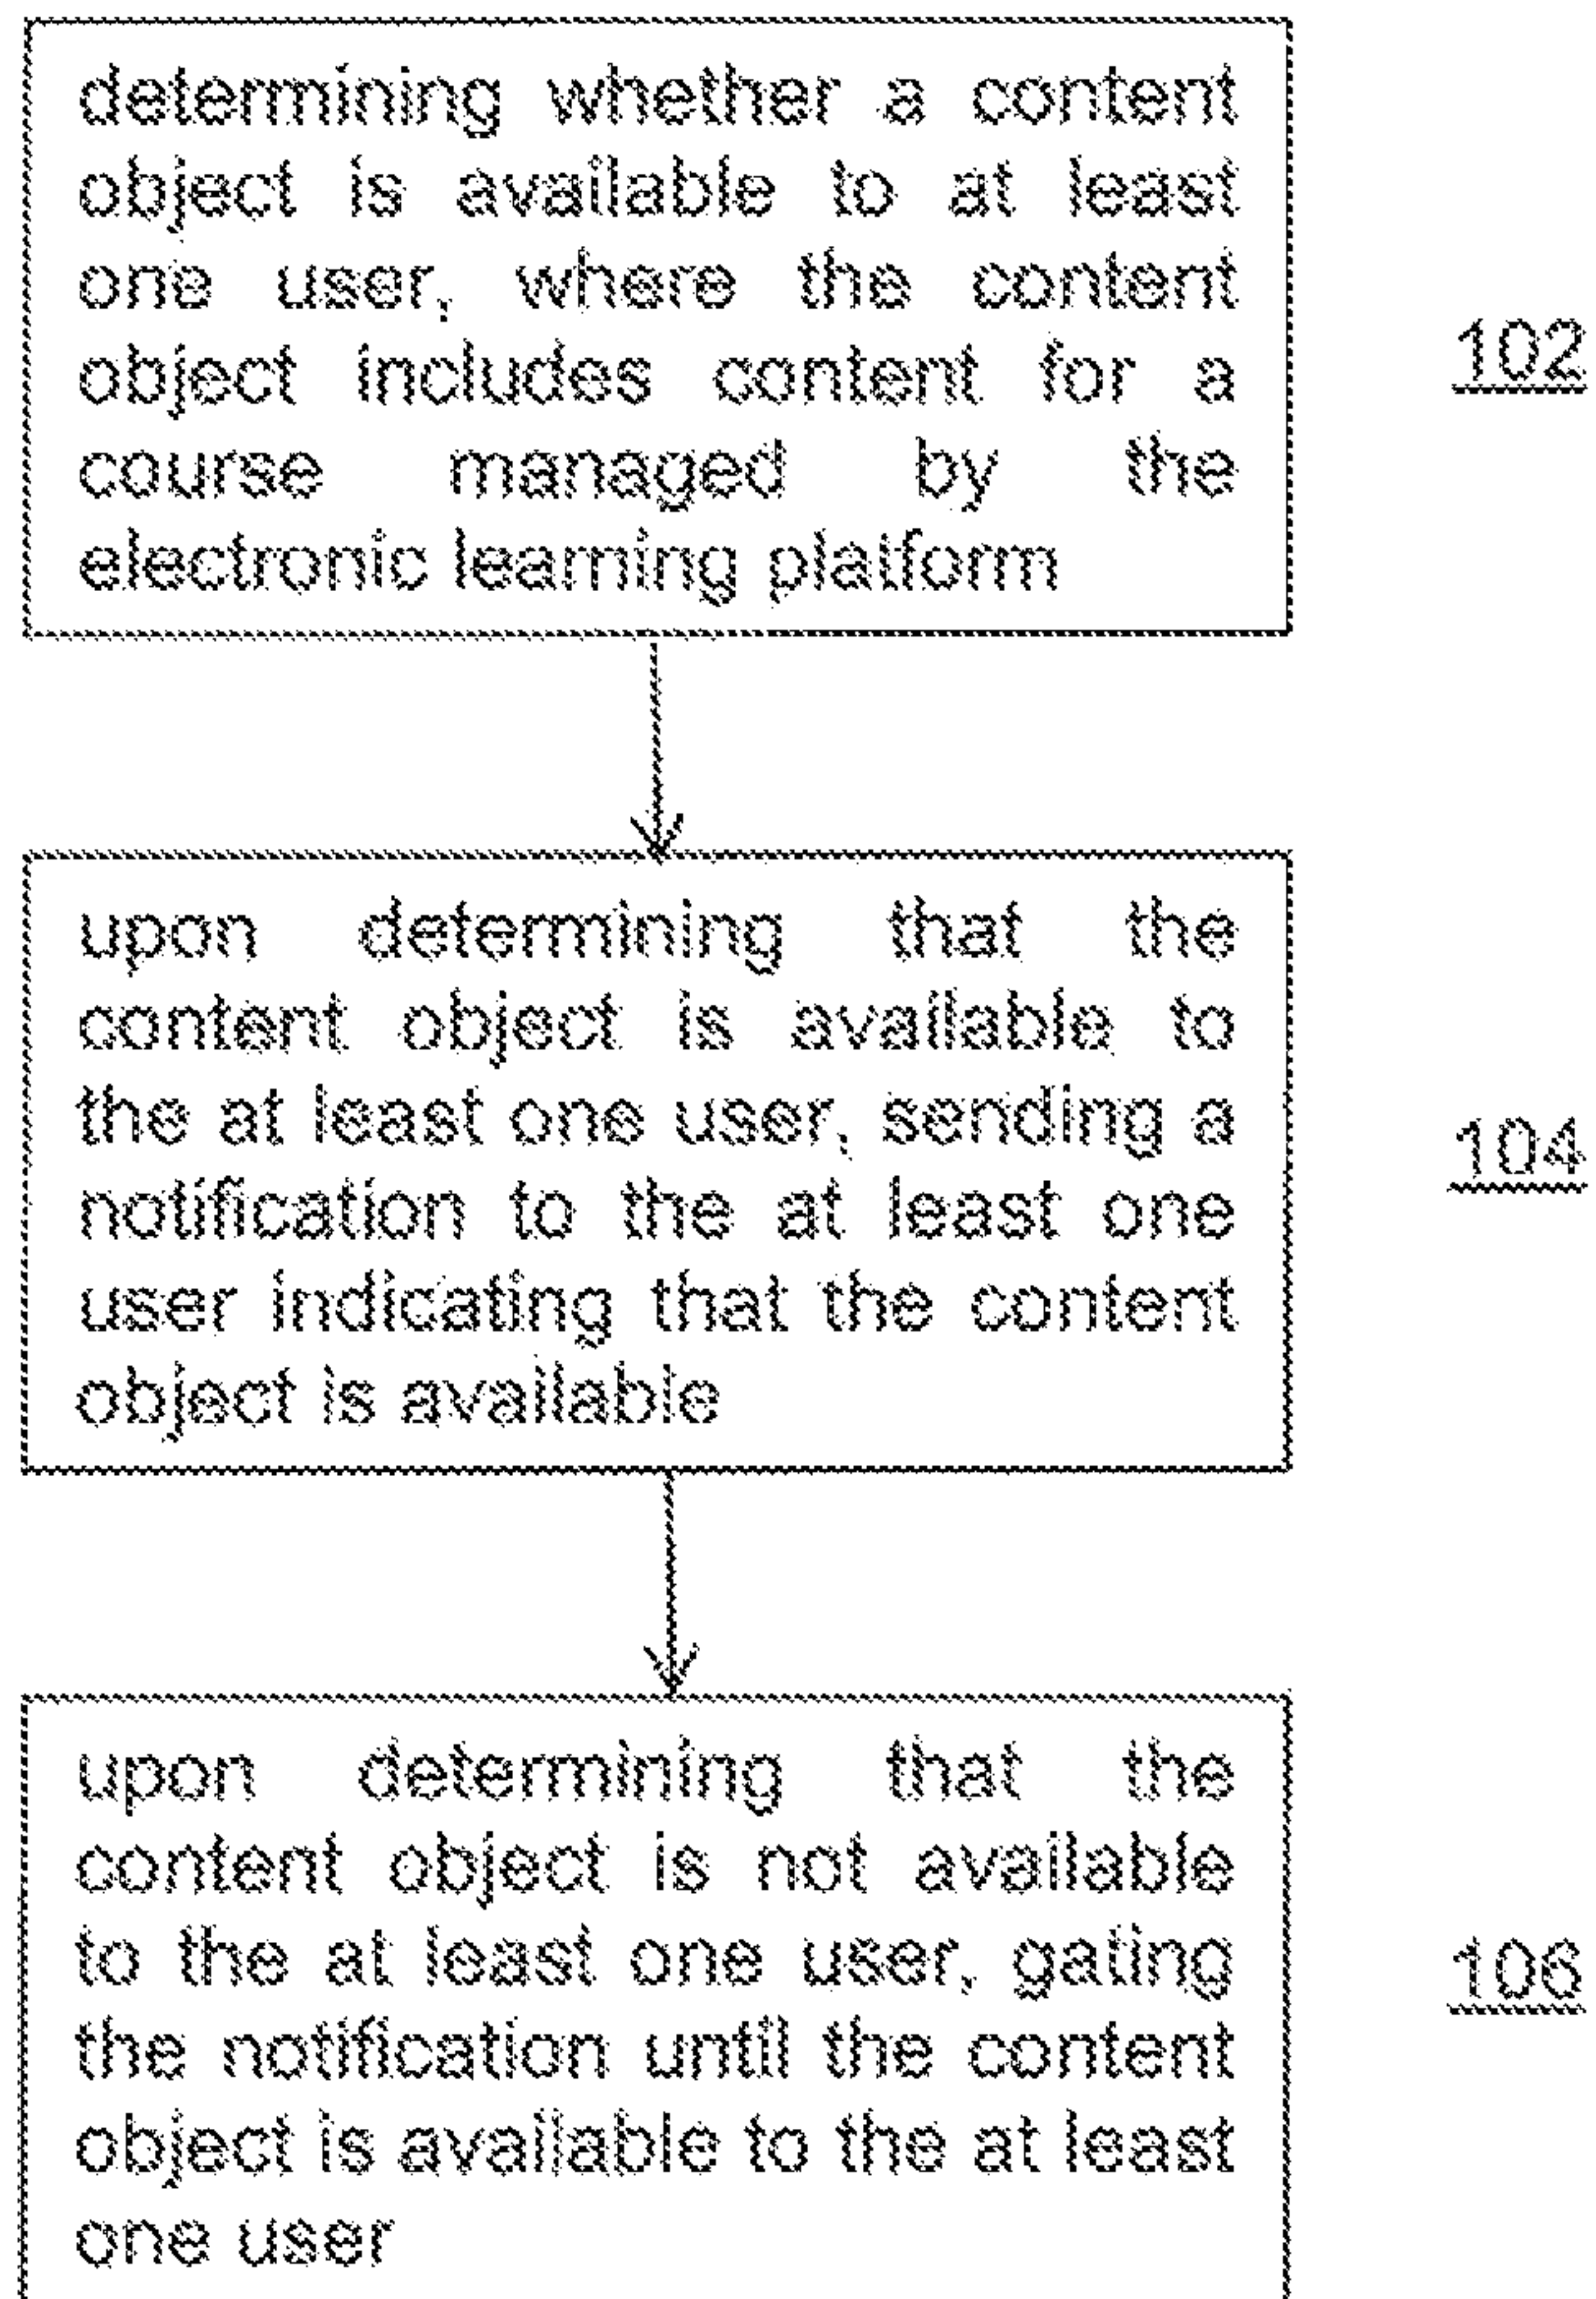 determining whether a content
object is available to at least
one user, where the content
object includes content for a
course managed by the
electronic learning platform
102
upon determining that the
content object is available to
the at least one user, sending a
notification to the at least one
user indicating that the content
object is available
104
upon determining that the
content object is not available
to the at least one user, gating
the notification until the content
object is available to the at least
one user
106